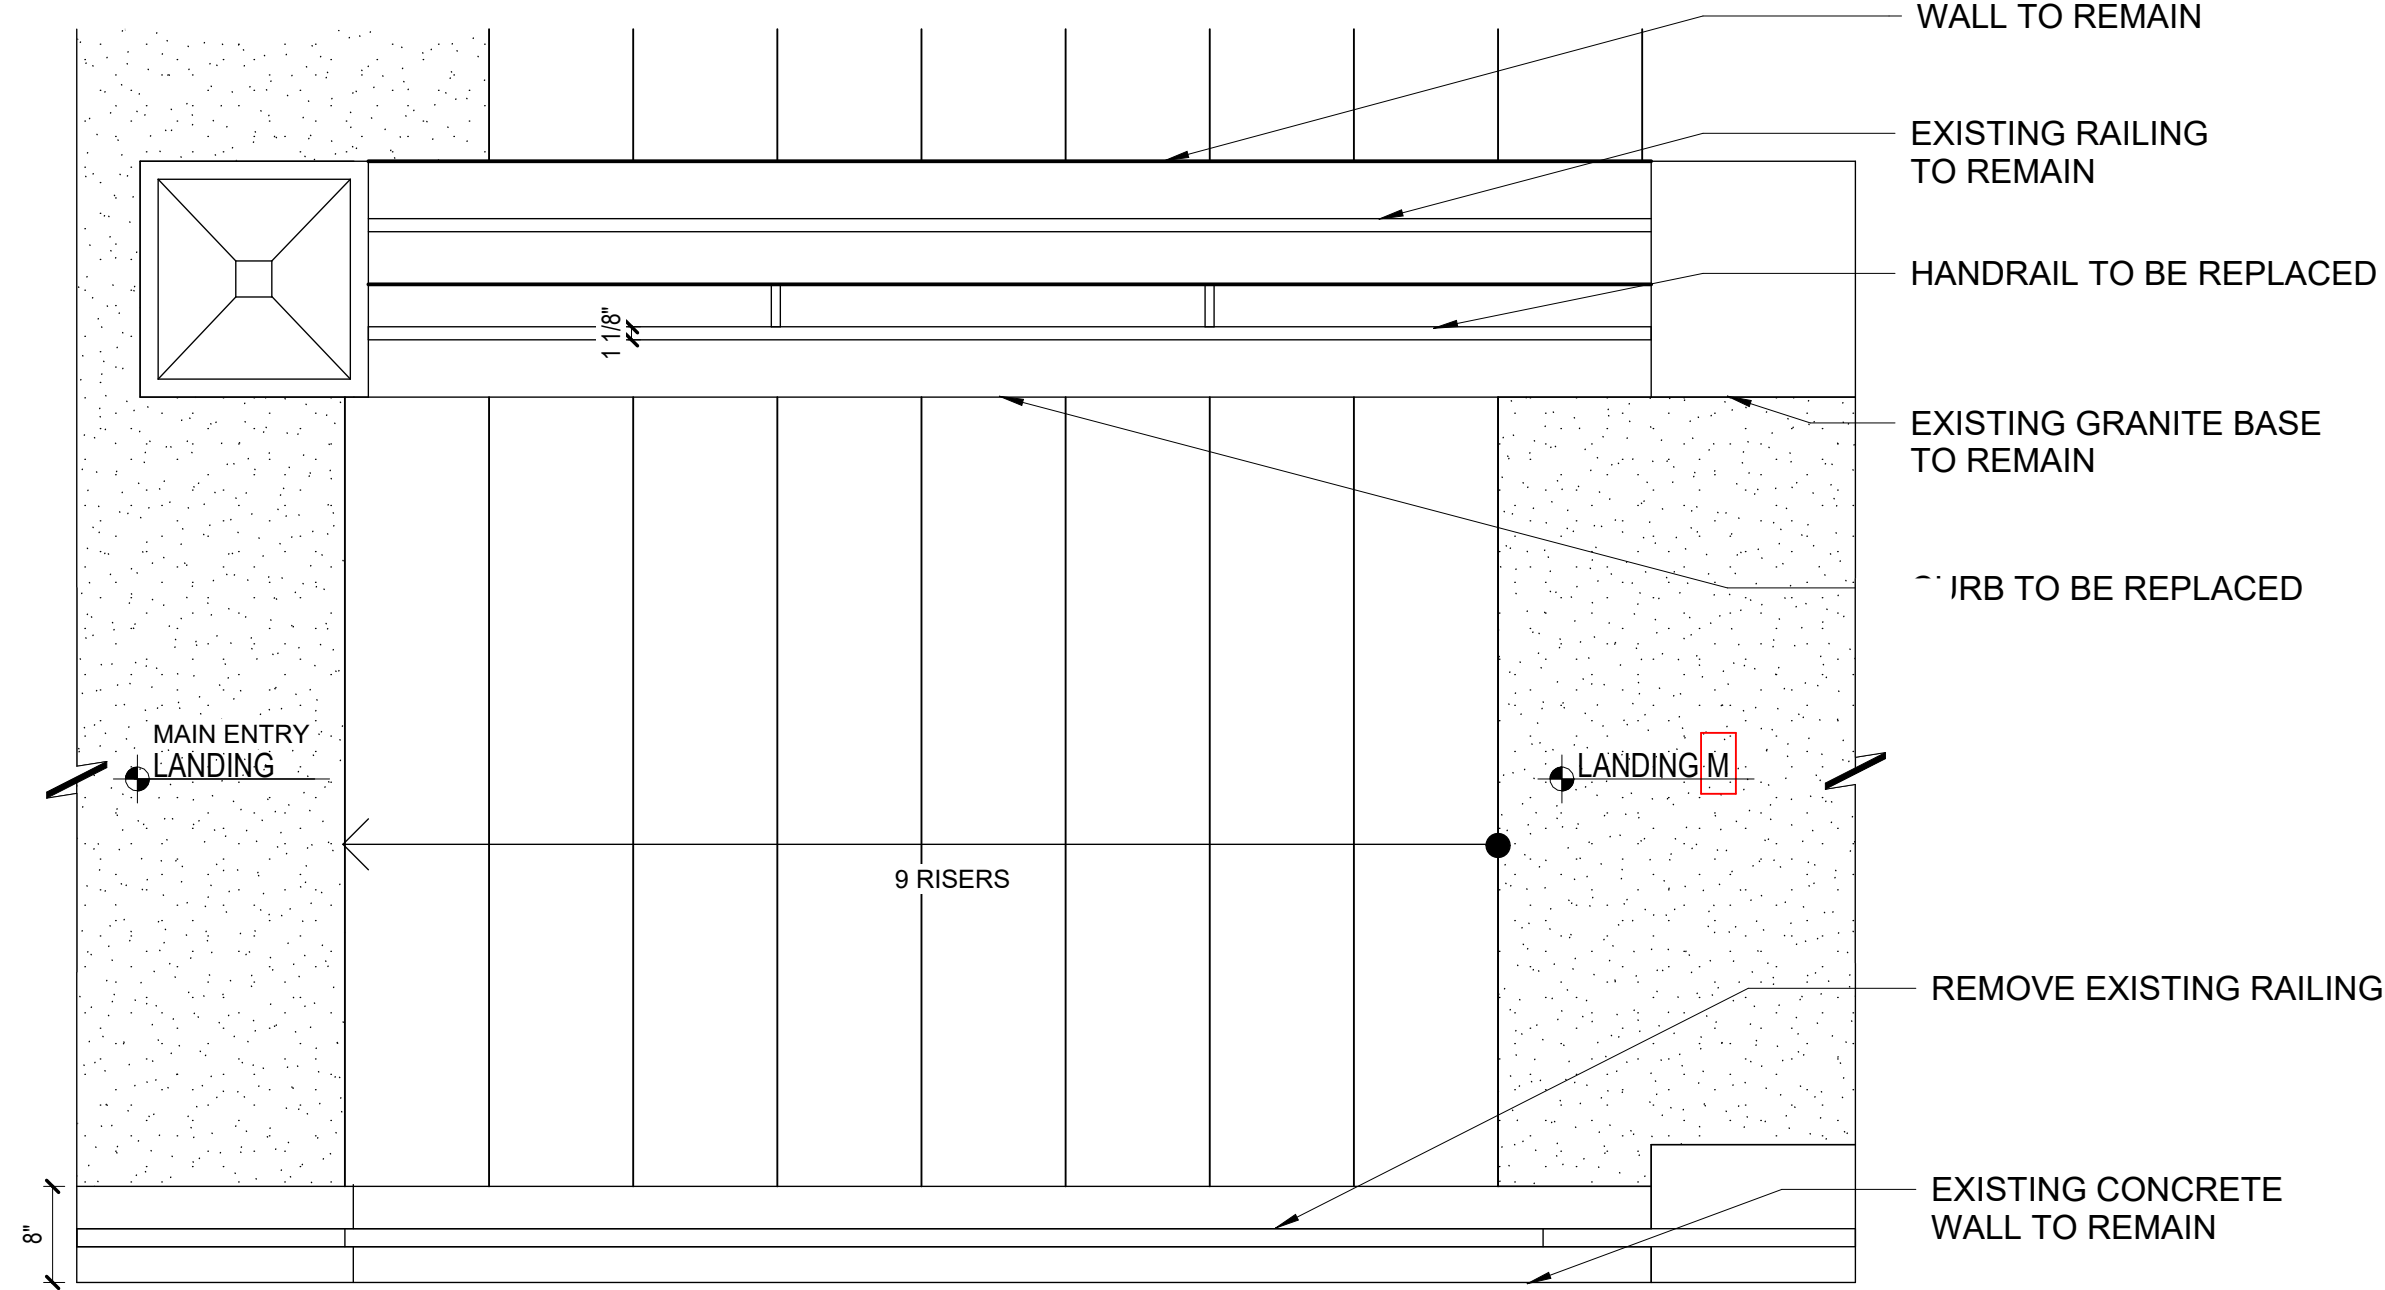 WALL TO REMAIN
EXISTING RAILING
TO REMAIN
HANDRAIL TO BE REPLACED
1 1/8"
EXISTING GRANITE BASE
TO REMAIN
TO BE REPLACED
MAIN ENTRY
LANDING
LANDING M
9 RISERS
REMOVE EXISTING RAILING
8"
EXISTING CONCRETE
WALL TO REMAIN